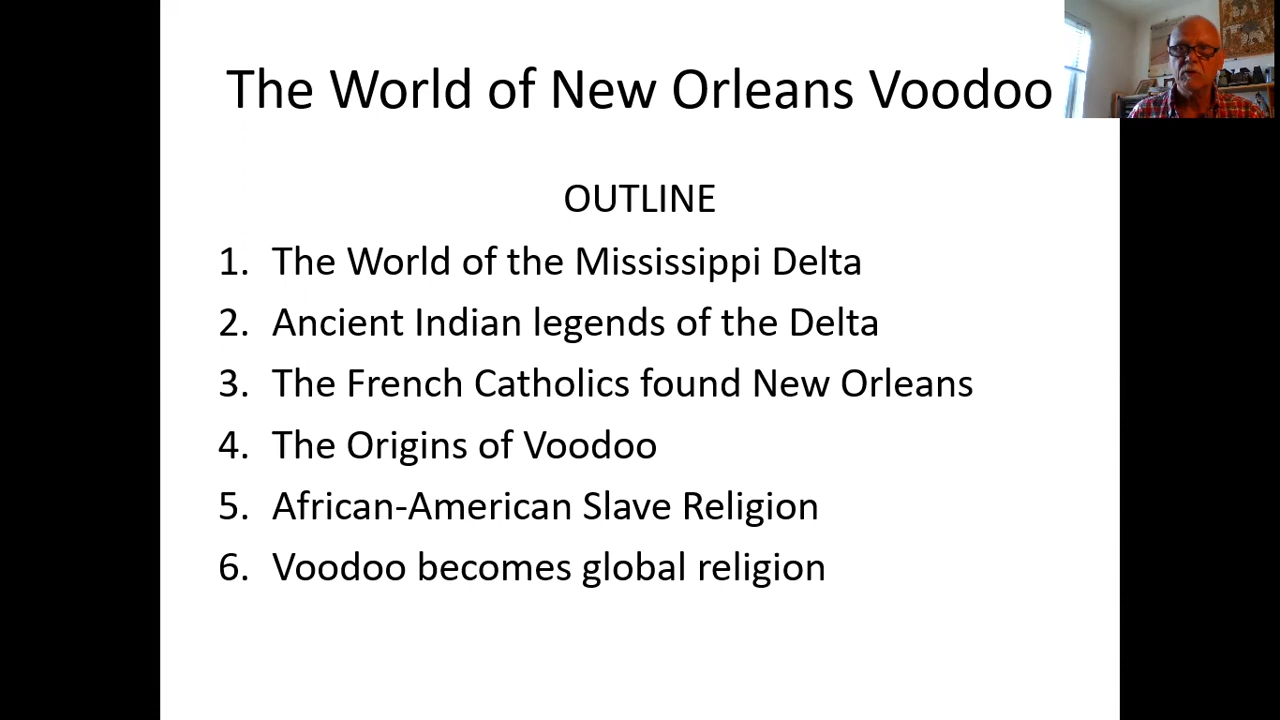 The World of New Orleans Voodoo
OUTLINE
1. The World of the Mississippi Delta
2. Ancient Indian legends of the Delta
3. The French Catholics found New Orleans
4. The Origins of Voodoo
5. African-American Slave Religion
6. Voodoo becomes global religion